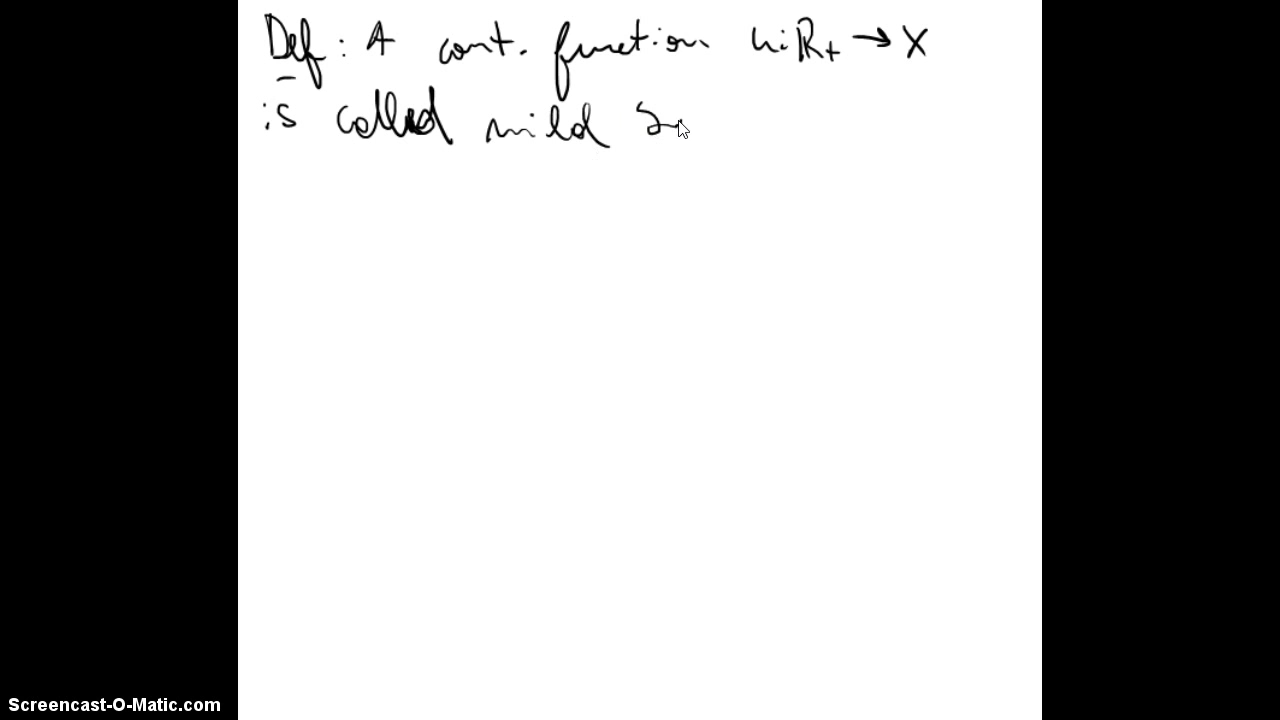 Def: A cont. function u: ℝ₊ → X
is called mild
Screencast-O-Matic.com